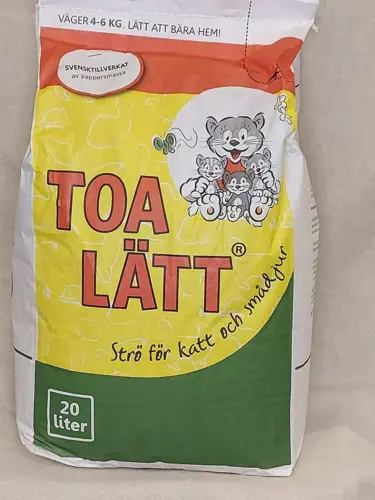 VÄGER 4-6 KG. LÄTT ATT BÄRA HEM!
SVENSKTILLVERKAT
av pappersmassa
TOA
LÄTT®
Strö för katt och smådjur
20
liter